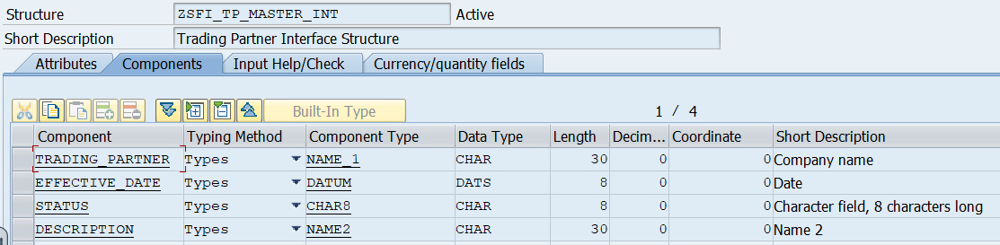 Structure ZSFI_TP_MASTER_INT Active
Short Description Trading Partner Interface Structure
Attributes Components Input Help/Check Currency/quantity fields
Built-In Type 1 / 4
Component Typing Method Component Type Data Type Length Decim... Coordinate Short Description
TRADING_PARTNER Types NAME_1 CHAR 30 0 0 Company name
EFFECTIVE_DATE Types DATUM DATS 8 0 0 Date
STATUS Types CHAR8 CHAR 8 0 0 Character field, 8 characters long
DESCRIPTION Types NAME2 CHAR 30 0 0 Name 2